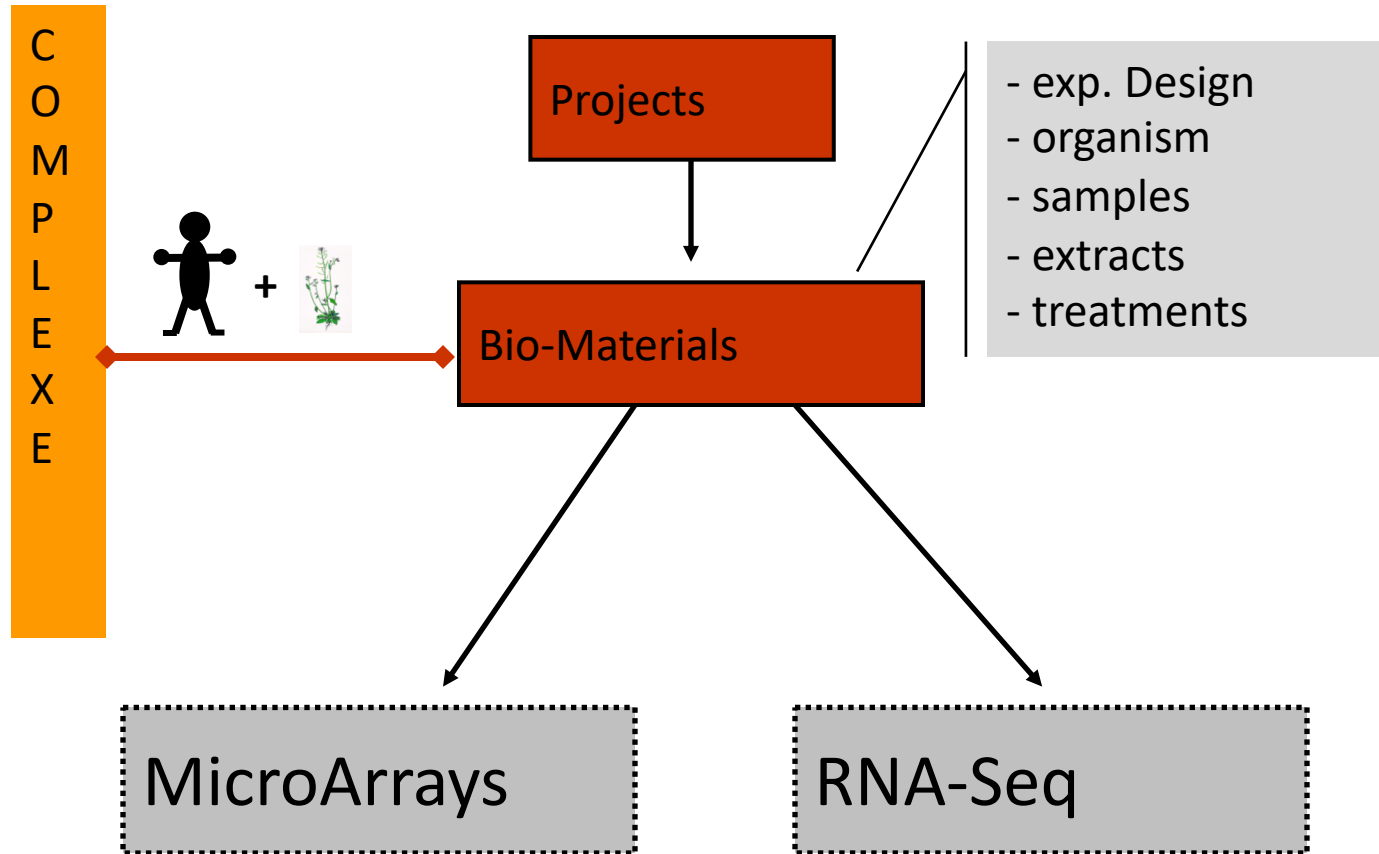 C
O
M
P
L
E
X
E
Projects
- exp. Design
- organism
- samples
- extracts
- treatments
+
Bio-Materials
MicroArrays
RNA-Seq